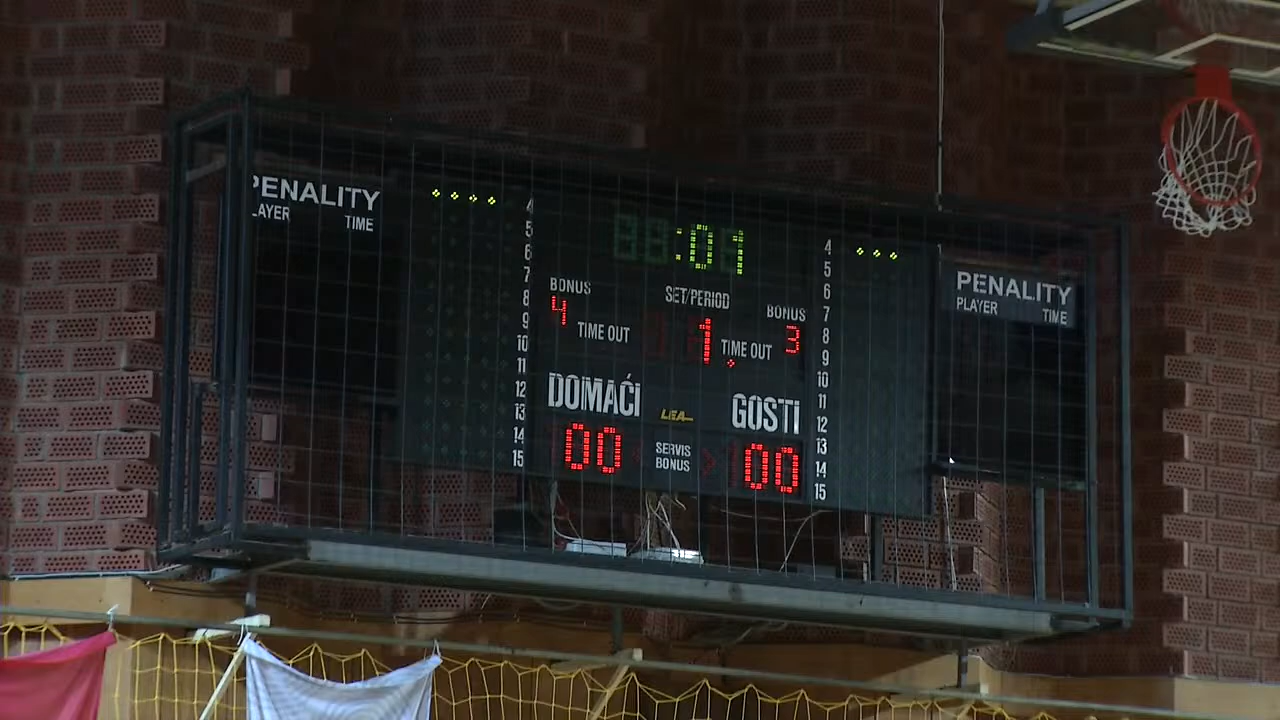 PENALITY
LAYER TIME
4
5
6
7
8
9
10
11
12
13
14
15
:01
BONUS
4
TIME OUT
SET/PERIOD
1
BONUS
3
TIME OUT
DOMAĆI
LEA
GOSTI
00
SERVIS
BONUS
00
4
5
6
7
8
9
10
11
12
13
14
15
PENALITY
PLAYER TIME